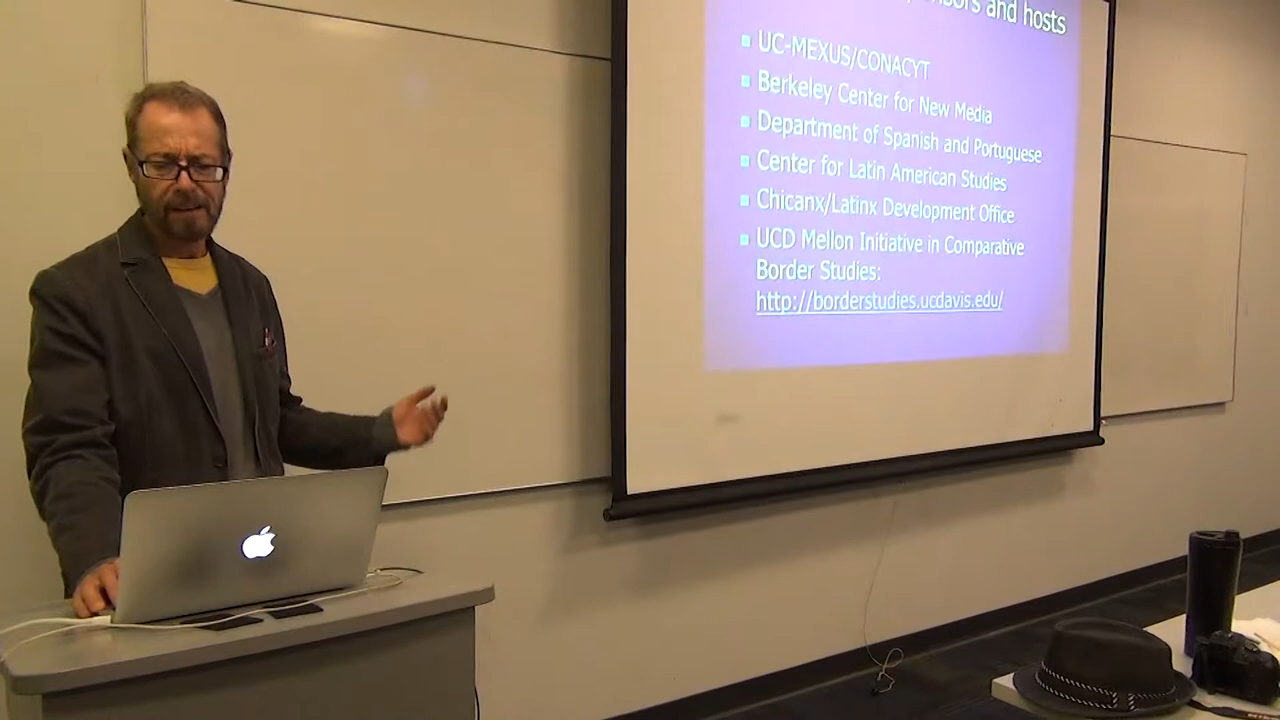 and hosts
UC-MEXUS/CONACYT
Berkeley Center for New Media
Department of Spanish and Portuguese
Center for Latin American Studies
Chicanx/Latinx Development Office
UCD Mellon Initiative in Comparative
Border Studies:
http://borderstudies.ucdavis.edu/